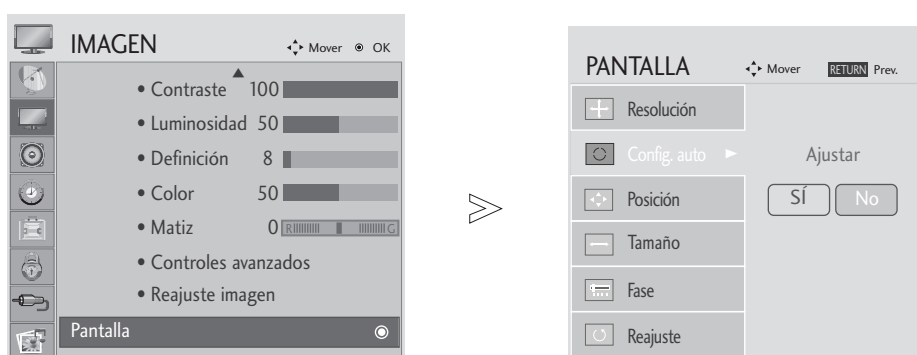 IMAGEN
Mover OK
• Contraste 100
• Luminosidad 50
• Definición 8
• Color 50
• Matiz 0 R G
• Controles avanzados
• Reajuste imagen
Pantalla
PANTALLA
Mover RETURN Prev.
Resolución
Config. auto
Posición
Tamaño
Fase
Reajuste
Ajustar
SÍ No